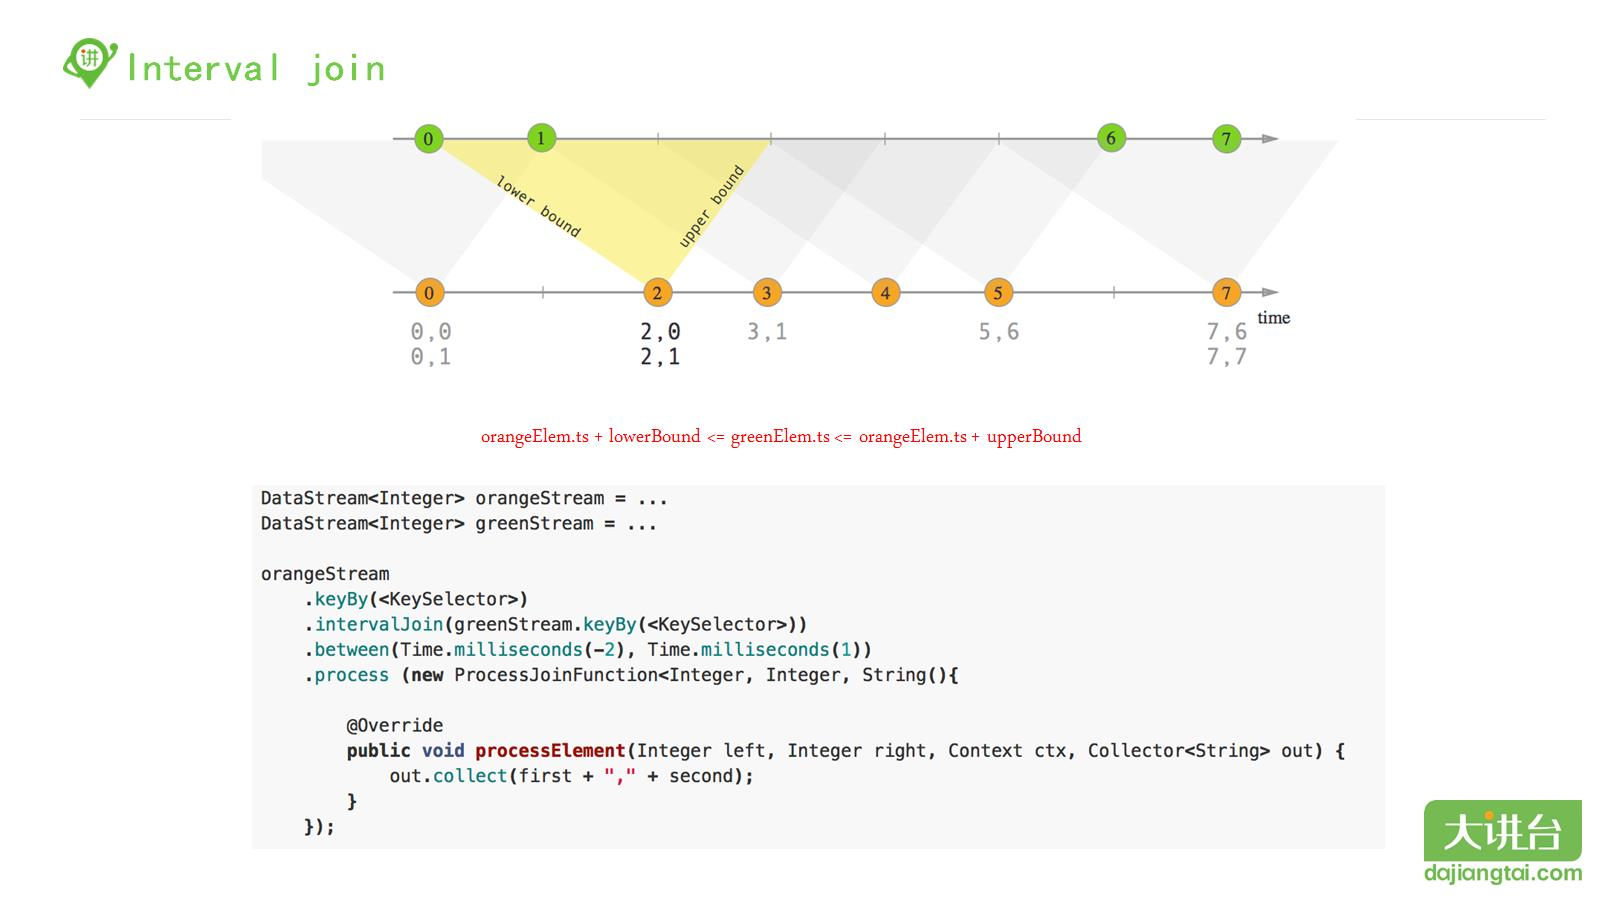 讲
Interval join
0 1 6 7
lower bound
upper bound
0 2 3 4 5 7
time
0,0 2,0 3,1 5,6 7,6
0,1 2,1 7,7
orangeElem.ts + lowerBound <= greenElem.ts <= orangeElem.ts + upperBound
DataStream<Integer> orangeStream = ...
DataStream<Integer> greenStream = ...
orangeStream
    .keyBy(<KeySelector>)
    .intervalJoin(greenStream.keyBy(<KeySelector>))
    .between(Time.milliseconds(-2), Time.milliseconds(1))
    .process (new ProcessJoinFunction<Integer, Integer, String(){
        @Override
        public void processElement(Integer left, Integer right, Context ctx, Collector<String> out) {
            out.collect(first + "," + second);
        }
    });
大讲台
dajiangtai.com